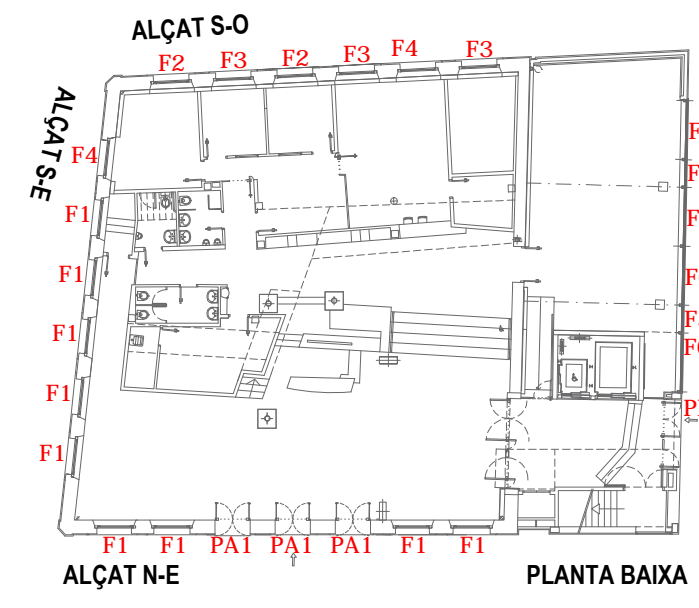 ALÇAT S-O
F2 F3 F2 F3 F4 F3
ALÇAT S-E
F4
F1
F1
F1
F1
F1
F1 F1 PA1 PA1 PA1 F1 F1
ALÇAT N-E
PLANTA BAIXA